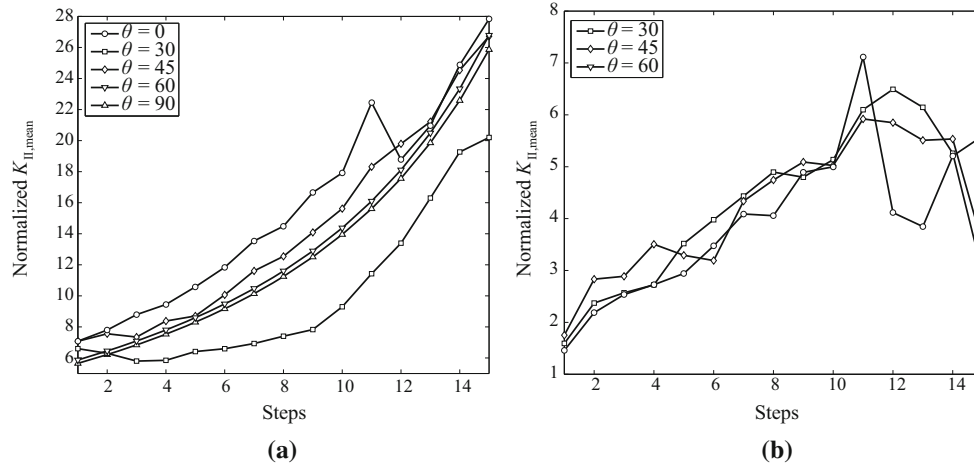 28
26
24
22
20
18
16
14
12
10
8
6
Normalized K_II,mean
θ = 0
θ = 30
θ = 45
θ = 60
θ = 90
2 4 6 8 10 12 14
Steps
(a)
8
7
6
5
4
3
2
1
Normalized K_II,mean
θ = 30
θ = 45
θ = 60
2 4 6 8 10 12 14
Steps
(b)